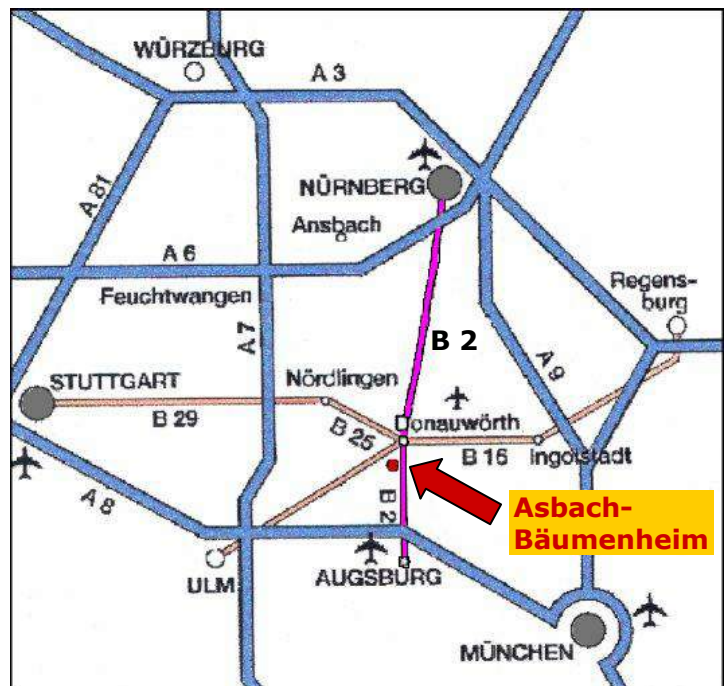 WÜRZBURG
A 3
NÜRNBERG
A 81
Ansbach
A 6
Feuchtwangen
Regens-
burg
A 7
B 2
A 9
STUTTGART
Nördlingen
B 29
B 25
Donauwörth
B 16
Ingolstadt
A 8
B 2
Asbach-
Bäumenheim
ULM
AUGSBURG
MÜNCHEN